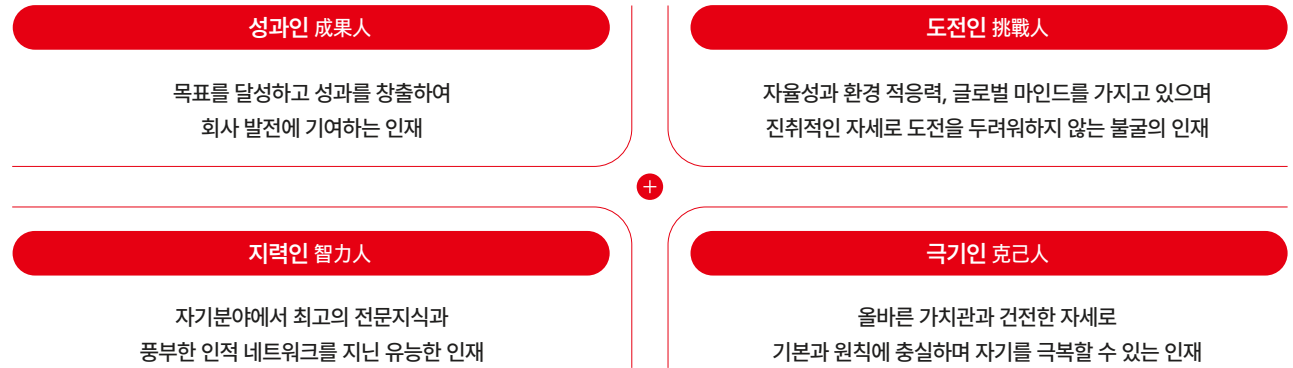 성과인 成果人
목표를 달성하고 성과를 창출하여
회사 발전에 기여하는 인재
도전인 挑戰人
자율성과 환경 적응력, 글로벌 마인드를 가지고 있으며
진취적인 자세로 도전을 두려워하지 않는 불굴의 인재
지력인 智力人
자기분야에서 최고의 전문지식과
풍부한 인적 네트워크를 지닌 유능한 인재
극기인 克己人
올바른 가치관과 건전한 자세로
기본과 원칙에 충실하며 자기를 극복할 수 있는 인재